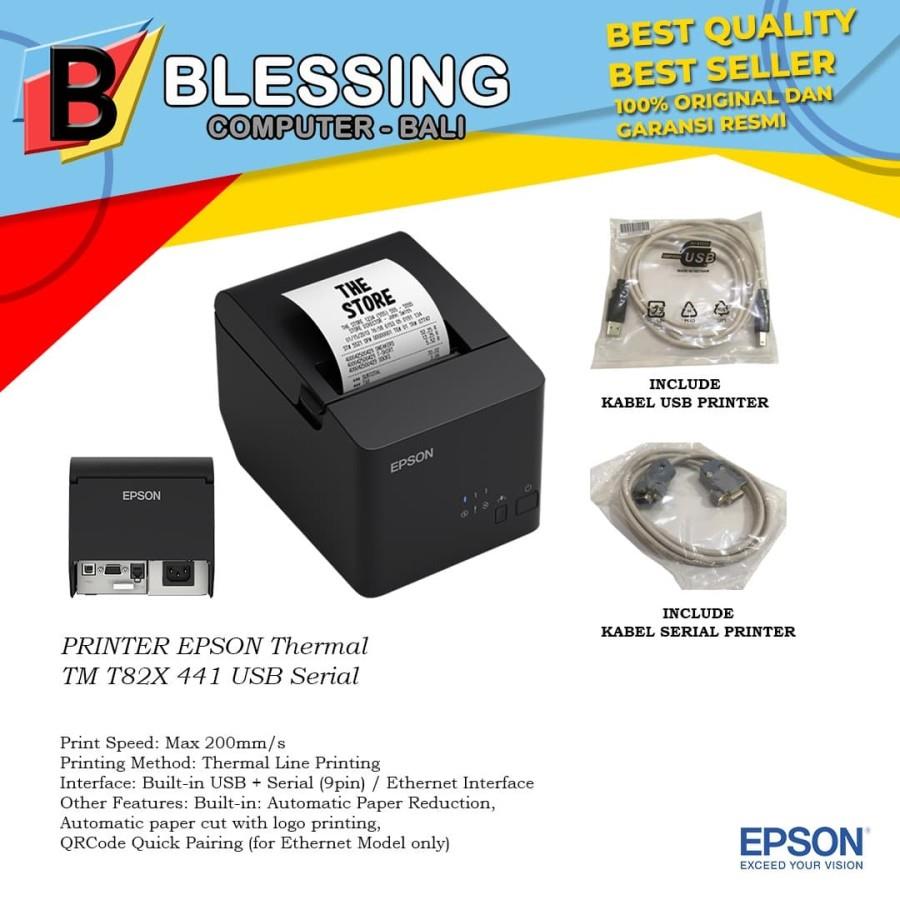 B BLESSING
COMPUTER - BALI
BEST QUALITY
BEST SELLER
100% ORIGINAL DAN
GARANSI RESMI
THE
STORE
EPSON
USB
INCLUDE
KABEL USB PRINTER
EPSON
INCLUDE
KABEL SERIAL PRINTER
PRINTER EPSON Thermal
TM T82X 441 USB Serial
Print Speed: Max 200mm/s
Printing Method: Thermal Line Printing
Interface: Built-in USB + Serial (9pin) / Ethernet Interface
Other Features: Built-in: Automatic Paper Reduction,
Automatic paper cut with logo printing,
QRCode Quick Pairing (for Ethernet Model only)
EPSON®
EXCEED YOUR VISION